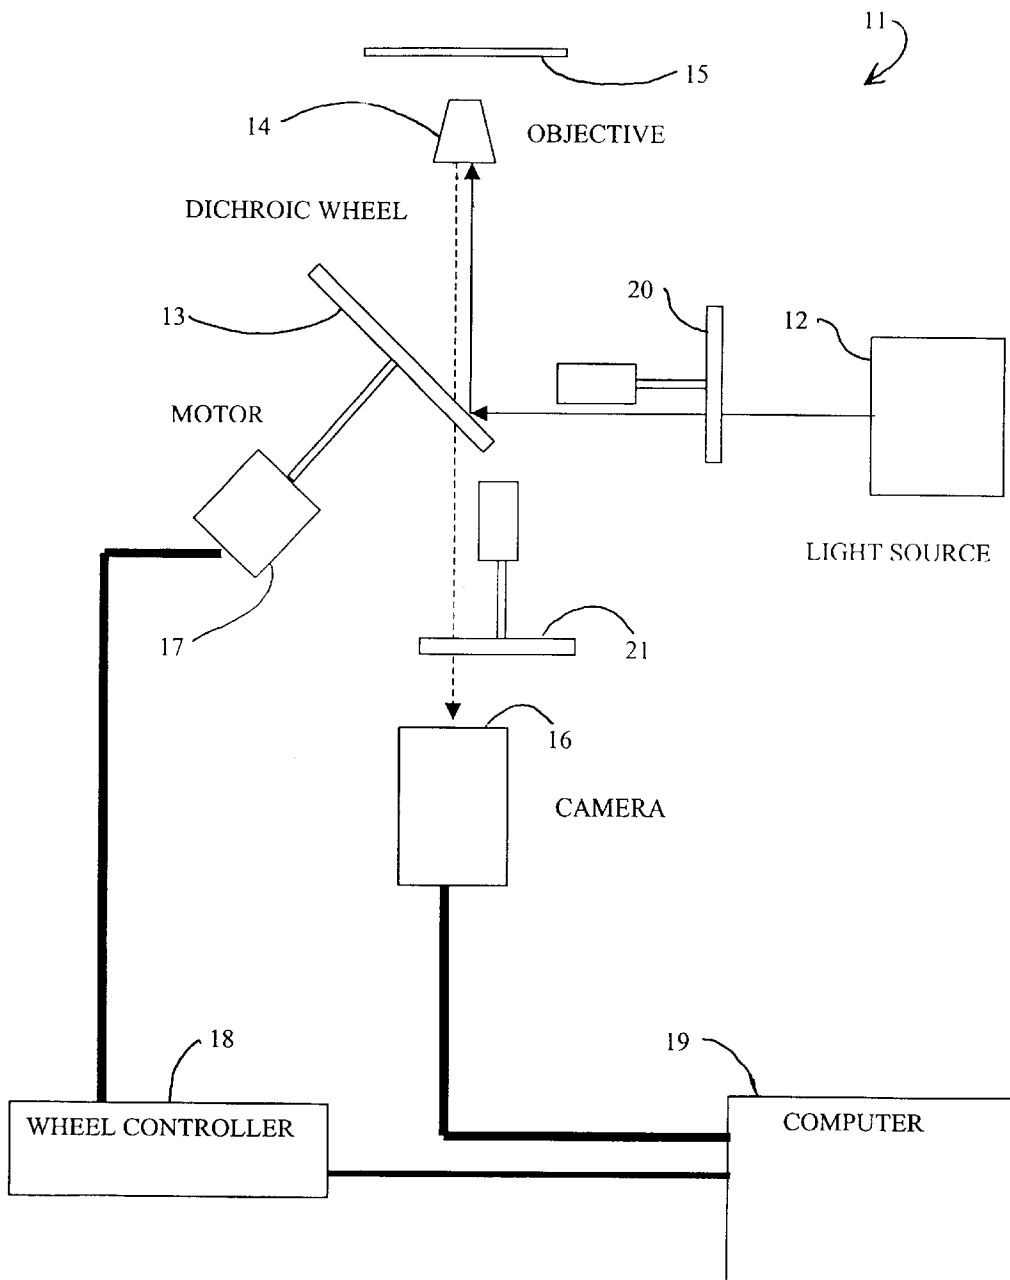 11
15
14
OBJECTIVE
DICHROIC WHEEL
20
13
12
MOTOR
LIGHT SOURCE
17
21
16
CAMERA
18
19
WHEEL CONTROLLER
COMPUTER